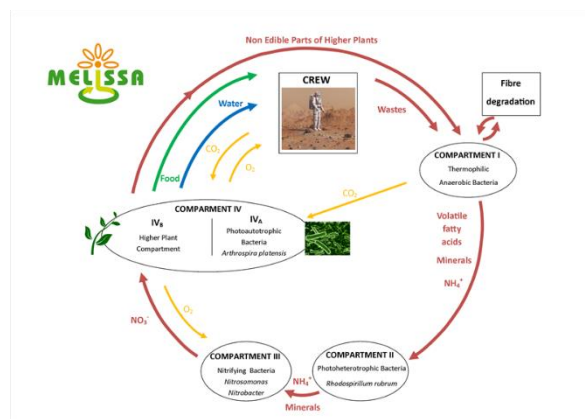 MELiSSA
Non Edible Parts of Higher Plants
CREW
Water
Wastes
Fibre
degradation
CO₂
O₂
Food
COMPARTMENT I
Thermophilic
Anaerobic Bacteria
CO₂
COMPARMENT IV
IVB
Higher Plant
Compartment
IVA
Photoautotrophic
Bacteria
Arthrospira platensis
Volatile
fatty
acids
Minerals
NH₄⁺
O₂
NO₃⁻
COMPARTMENT III
Nitrifying Bacteria
Nitrosomonas
Nitrobacter
NH₄⁺
Minerals
COMPARTMENT II
Photoheterotrophic Bacteria
Rhodospirillum rubrum